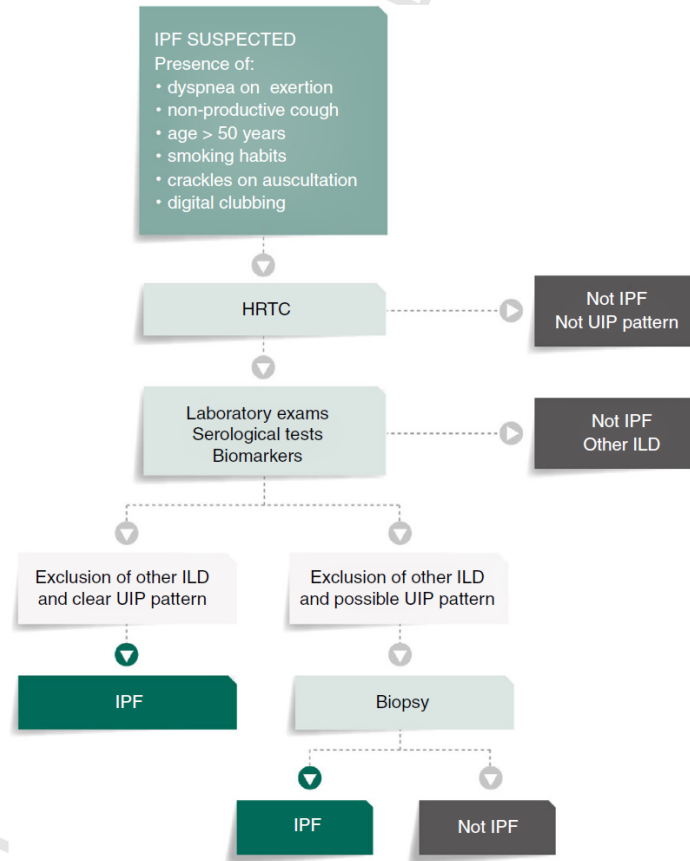 IPF SUSPECTED
Presence of:
• dyspnea on exertion
• non-productive cough
• age > 50 years
• smoking habits
• crackles on auscultation
• digital clubbing
HRTC
Not IPF
Not UIP pattern
Laboratory exams
Serological tests
Biomarkers
Not IPF
Other ILD
Exclusion of other ILD
and clear UIP pattern
Exclusion of other ILD
and possible UIP pattern
IPF
Biopsy
IPF
Not IPF